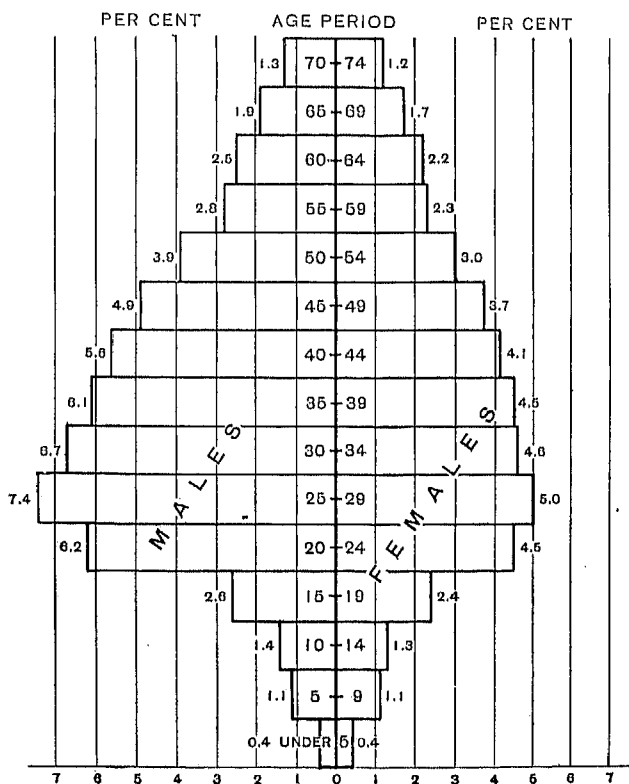 PER CENT AGE PERIOD PER CENT
1.3 70-74 1.2
1.9 65-69 1.7
2.5 60-64 2.2
2.8 55-59 2.3
3.9 50-54 3.0
4.9 45-49 3.7
5.6 40-44 4.1
6.1 35-39 4.5
6.7 30-34 4.6
7.4 25-29 5.0
6.2 20-24 4.5
2.6 15-19 2.4
1.4 10-14 1.3
1.1 5-9 1.1
0.4 UNDER 5 0.4
MALES
FEMALES
7 6 5 4 3 2 1 0 1 2 3 4 5 6 7